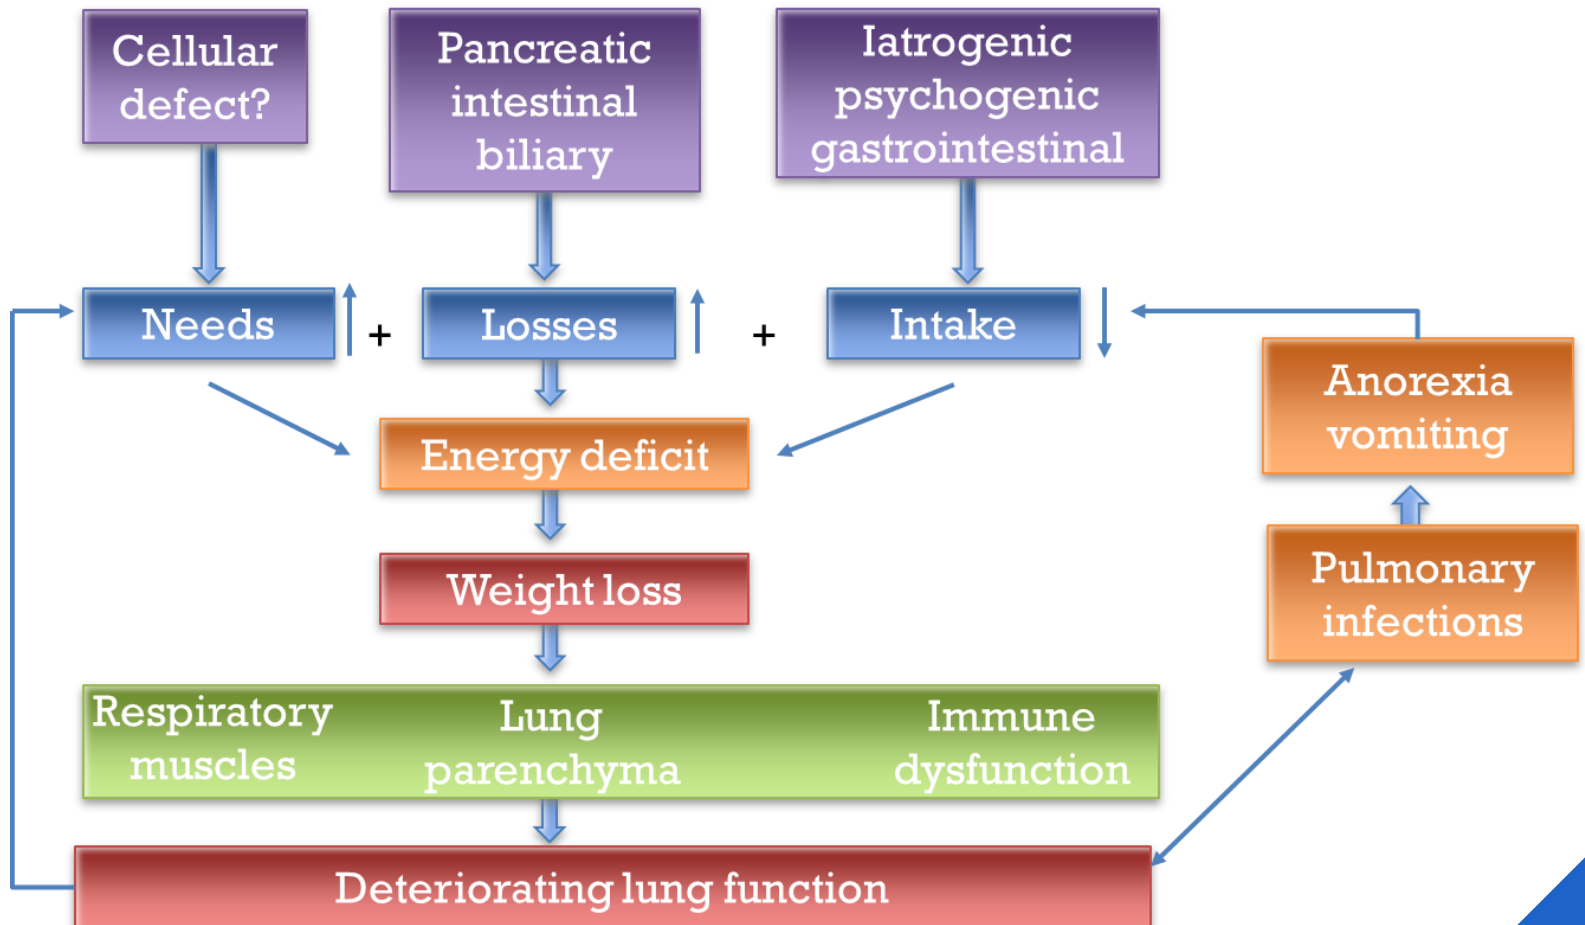 Cellular
defect?
Pancreatic
intestinal
biliary
Iatrogenic
psychogenic
gastrointestinal
Needs
+
Losses
+
Intake
Anorexia
vomiting
Energy deficit
Pulmonary
infections
Weight loss
Respiratory
muscles
Lung
parenchyma
Immune
dysfunction
Deteriorating lung function